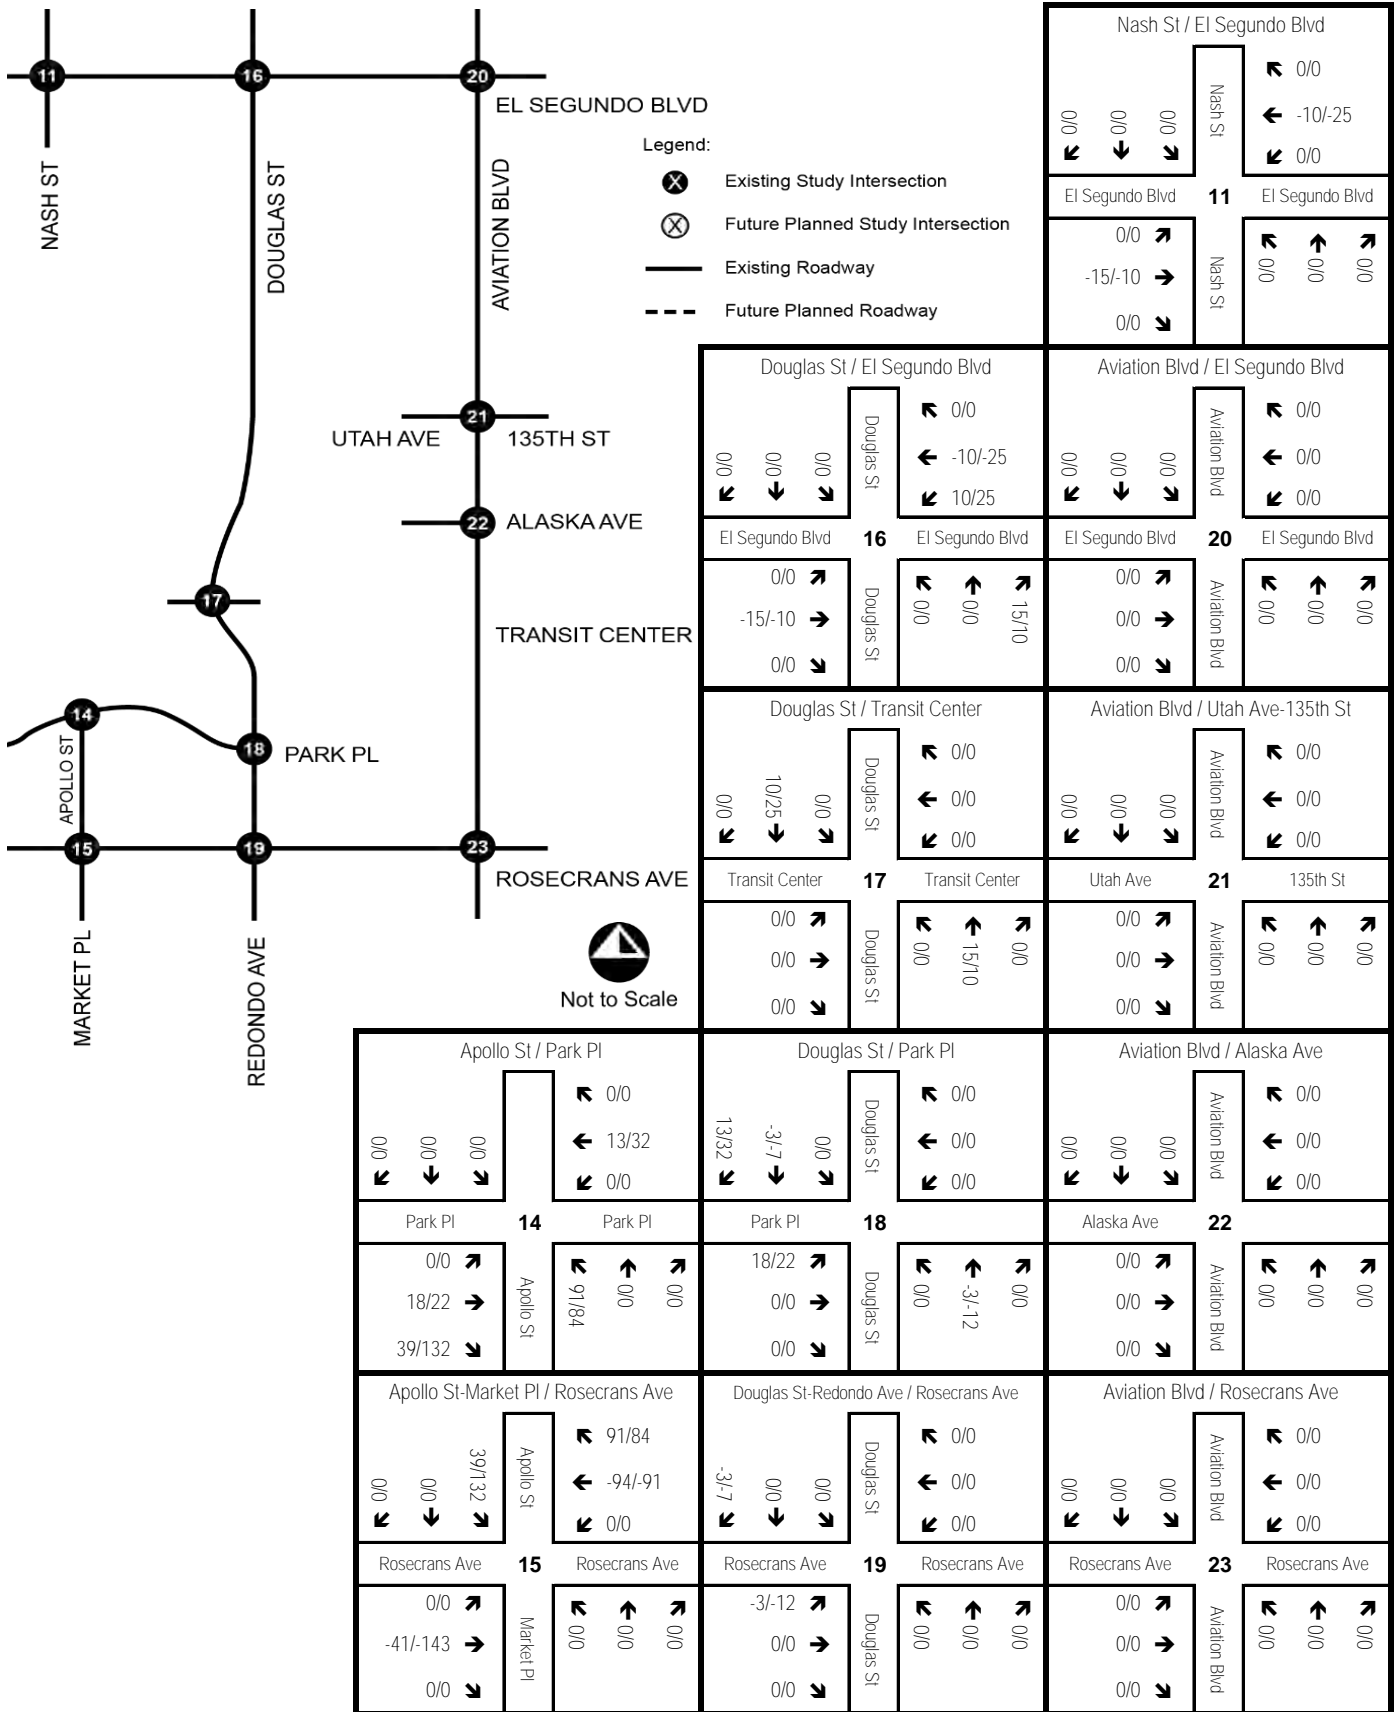 11
16
20
EL SEGUNDO BLVD
NASH ST
DOUGLAS ST
AVIATION BLVD
Legend:
X Existing Study Intersection
X Future Planned Study Intersection
Existing Roadway
Future Planned Roadway
21
UTAH AVE 135TH ST
22 ALASKA AVE
17
TRANSIT CENTER
14
18 PARK PL
APOLLO ST
15
19
23
ROSECRANS AVE
MARKET PL
REDONDO AVE
Not to Scale
Nash St / El Segundo Blvd
0/0 0/0 0/0
Nash St
0/0
-10/-25
0/0
El Segundo Blvd 11 El Segundo Blvd
0/0
-15/-10
0/0
Nash St
0/0 0/0 0/0
Douglas St / El Segundo Blvd
0/0 0/0 0/0
Douglas St
0/0
-10/-25
10/25
El Segundo Blvd 16 El Segundo Blvd
0/0
-15/-10
0/0
Douglas St
0/0 0/0 15/10
Aviation Blvd / El Segundo Blvd
0/0 0/0 0/0
Aviation Blvd
0/0
0/0
0/0
El Segundo Blvd 20 El Segundo Blvd
0/0
0/0
0/0
Aviation Blvd
0/0 0/0 0/0
Douglas St / Transit Center
0/0 10/25 0/0
Douglas St
0/0
0/0
0/0
Transit Center 17 Transit Center
0/0
0/0
0/0
Douglas St
0/0 15/10 0/0
Aviation Blvd / Utah Ave-135th St
0/0 0/0 0/0
Aviation Blvd
0/0
0/0
0/0
Utah Ave 21 135th St
0/0
0/0
0/0
Aviation Blvd
0/0 0/0 0/0
Apollo St / Park Pl
0/0 0/0 0/0
0/0
13/32
0/0
Park Pl 14 Park Pl
0/0
18/22
39/132
Apollo St
91/84 0/0 0/0
Douglas St / Park Pl
13/32 -3/-7 0/0
Douglas St
0/0
0/0
0/0
Park Pl 18
18/22
0/0
0/0
Douglas St
0/0 -3/-12 0/0
Aviation Blvd / Alaska Ave
0/0 0/0 0/0
Aviation Blvd
0/0
0/0
0/0
Alaska Ave 22
0/0
0/0
0/0
Aviation Blvd
0/0 0/0 0/0
Apollo St-Market Pl / Rosecrans Ave
0/0 0/0 39/132
Apollo St
91/84
-94/-91
0/0
Rosecrans Ave 15 Rosecrans Ave
0/0
-41/-143
0/0
Market Pl
0/0 0/0 0/0
Douglas St-Redondo Ave / Rosecrans Ave
-3/-7 0/0 0/0
Douglas St
0/0
0/0
0/0
Rosecrans Ave 19 Rosecrans Ave
-3/-12
0/0
0/0
Douglas St
0/0 0/0 0/0
Aviation Blvd / Rosecrans Ave
0/0 0/0 0/0
Aviation Blvd
0/0
0/0
0/0
Rosecrans Ave 23 Rosecrans Ave
0/0
0/0
0/0
Aviation Blvd
0/0 0/0 0/0